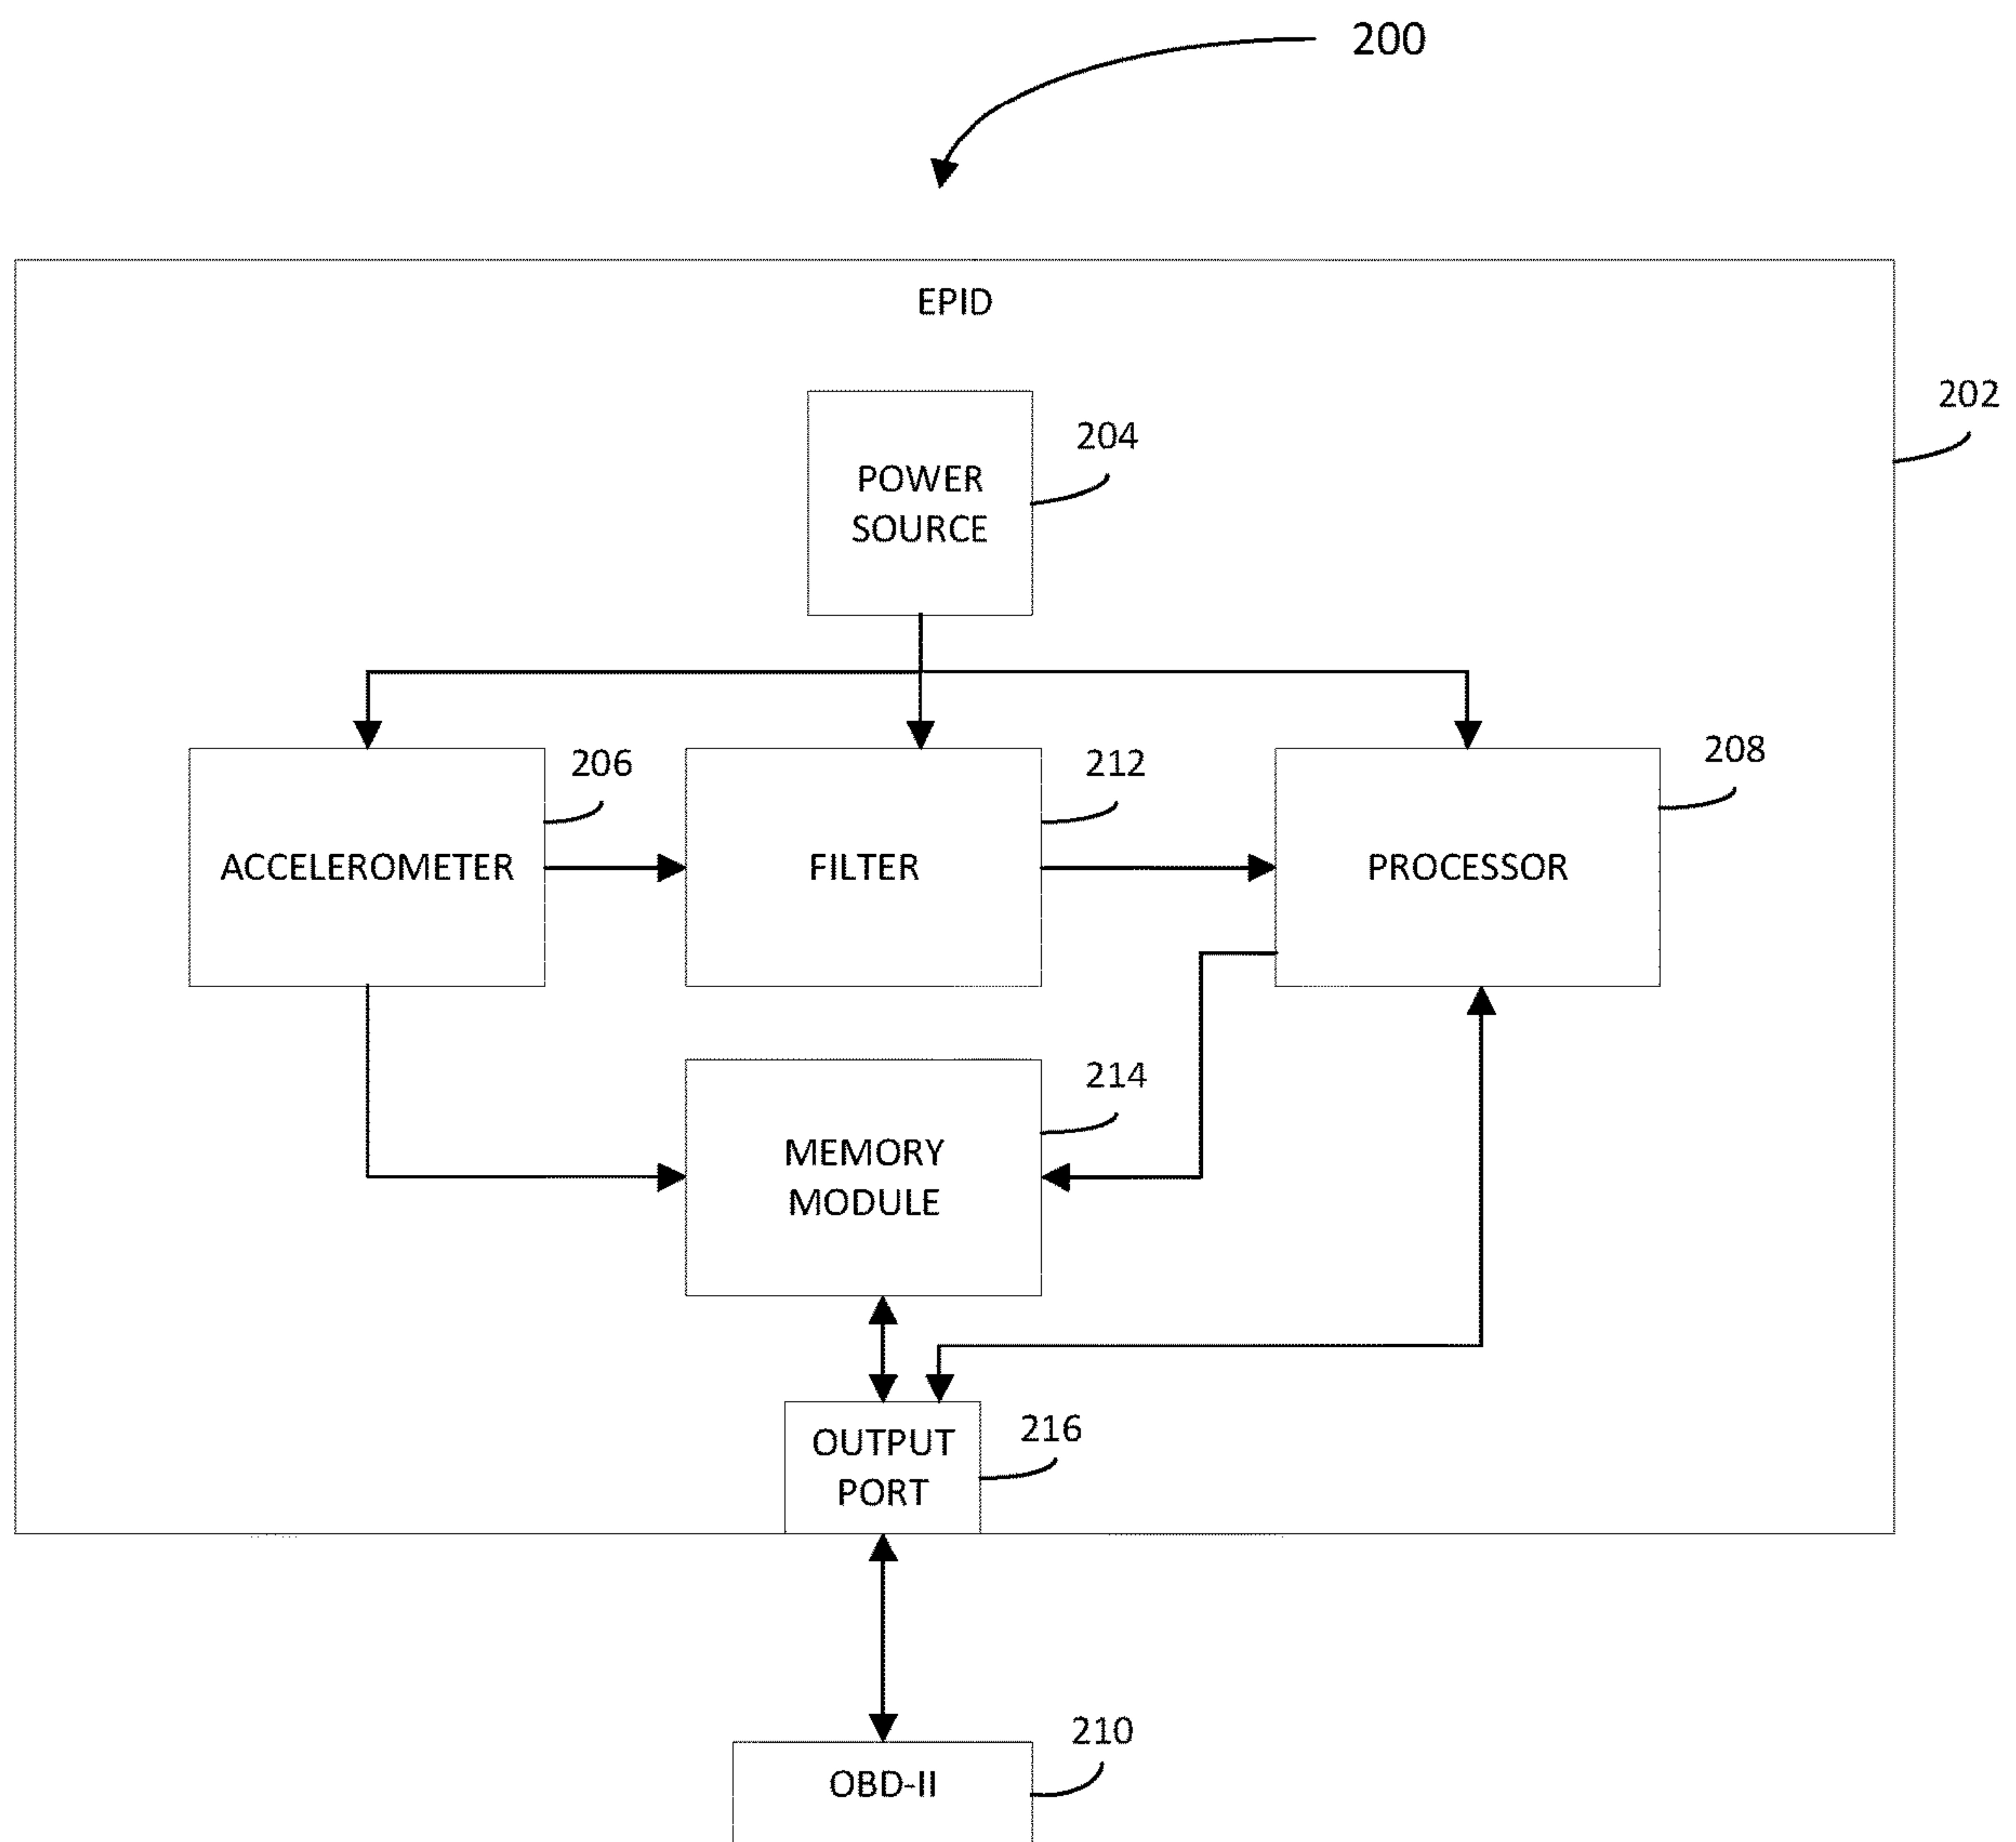 200
EPID
202
204
POWER
SOURCE
206
212
208
ACCELEROMETER
FILTER
PROCESSOR
214
MEMORY
MODULE
216
OUTPUT
PORT
210
OBD-II